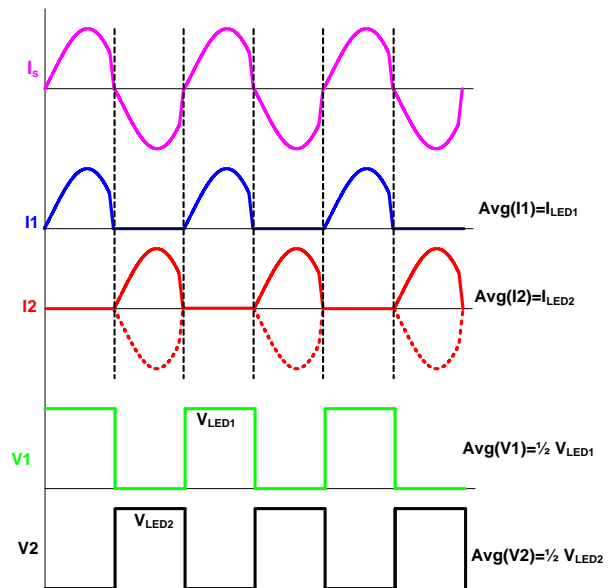 Is
I1
Avg(I1)=ILED1
I2
Avg(I2)=ILED2
VLED1
V1
Avg(V1)=½ VLED1
VLED2
V2
Avg(V2)=½ VLED2